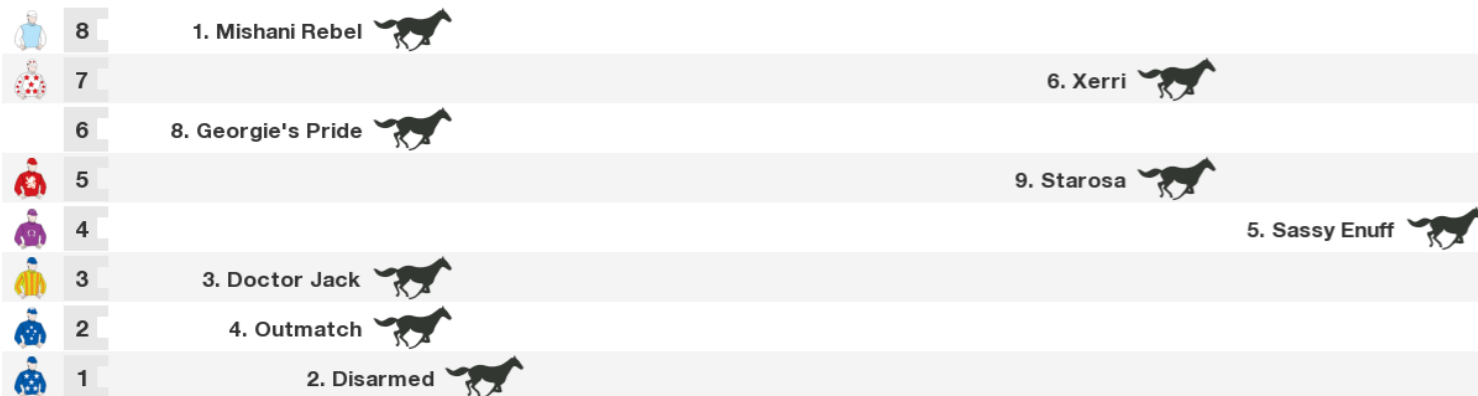 8 1. Mishani Rebel
7 6. Xerri
6 8. Georgie's Pride
5 9. Starosa
4 5. Sassy Enuff
3 3. Doctor Jack
2 4. Outmatch
1 2. Disarmed